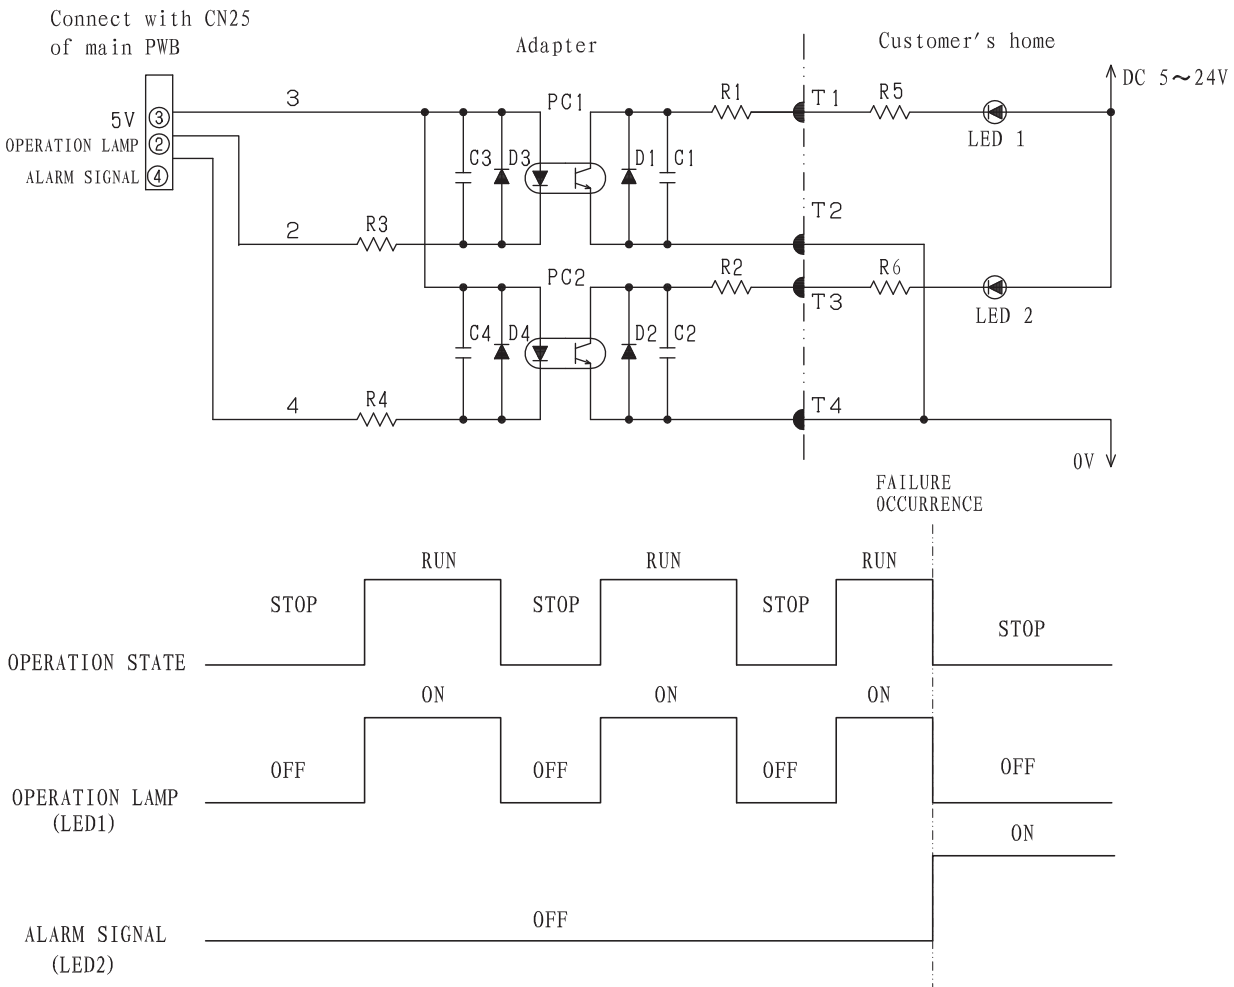 Connect with CN25
of main PWB
Adapter
Customer's home
DC 5～24V
3
PC1
R1
T1
R5
5V
③
OPERATION LAMP
②
ALARM SIGNAL
④
LED 1
C3
D3
D1
C1
2
R3
T2
PC2
R2
T3
R6
LED 2
C4
D4
D2
C2
4
R4
T4
0V
FAILURE
OCCURRENCE
RUN
RUN
RUN
STOP
STOP
STOP
STOP
OPERATION STATE
ON
ON
ON
OFF
OFF
OFF
OFF
OPERATION LAMP
(LED1)
ON
OFF
ALARM SIGNAL
(LED2)